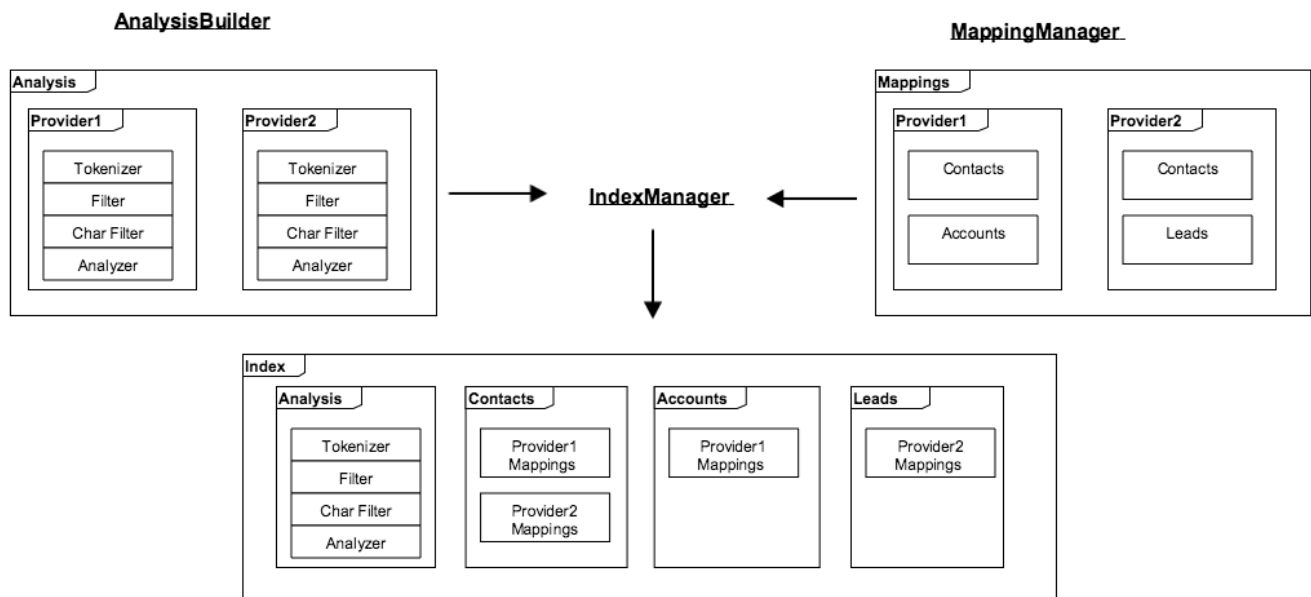 AnalysisBuilder
MappingManager
Analysis
Provider1
Tokenizer
Filter
Char Filter
Analyzer
Provider2
Tokenizer
Filter
Char Filter
Analyzer
IndexManager
Mappings
Provider1
Contacts
Accounts
Provider2
Contacts
Leads
Index
Analysis
Tokenizer
Filter
Char Filter
Analyzer
Contacts
Provider1
Mappings
Provider2
Mappings
Accounts
Provider1
Mappings
Leads
Provider2
Mappings